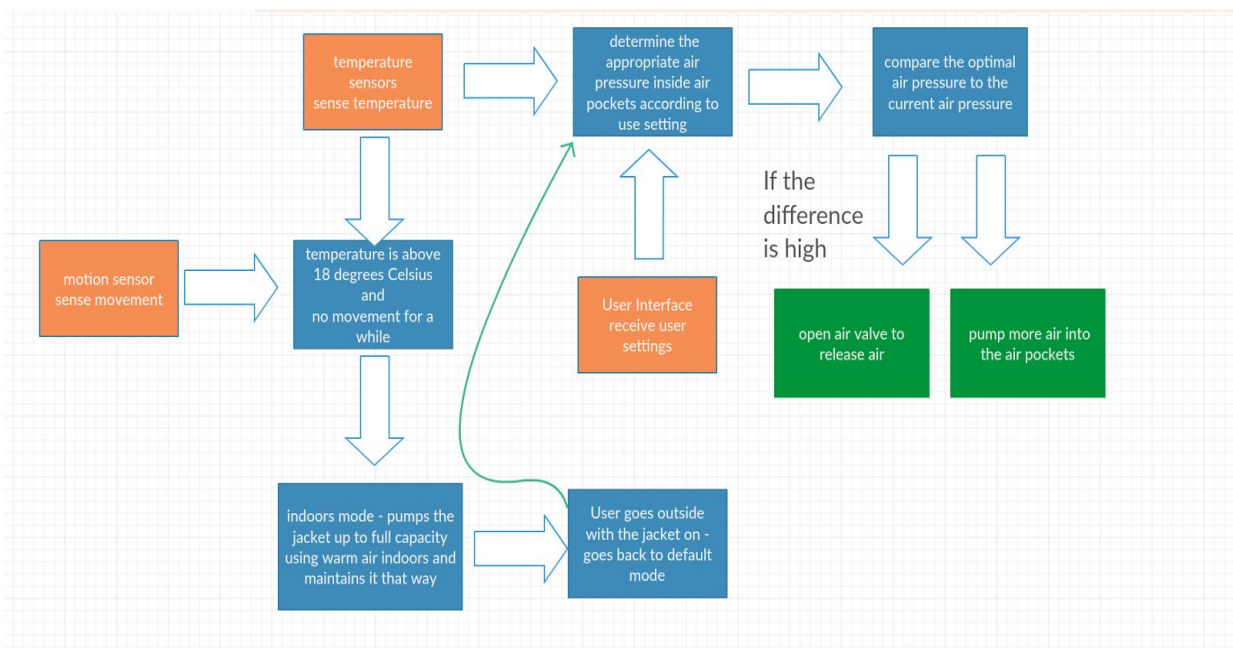 temperature
sensors
sense temperature
determine the
appropriate air
pressure inside air
pockets according to
use setting
compare the optimal
air pressure to the
current air pressure
If the
difference
is high
motion sensor
sense movement
temperature is above
18 degrees Celsius
and
no movement for a
while
User Interface
receive user
settings
open air valve to
release air
pump more air into
the air pockets
indoors mode - pumps the
jacket up to full capacity
using warm air indoors and
maintains it that way
User goes outside
with the jacket on -
goes back to default
mode